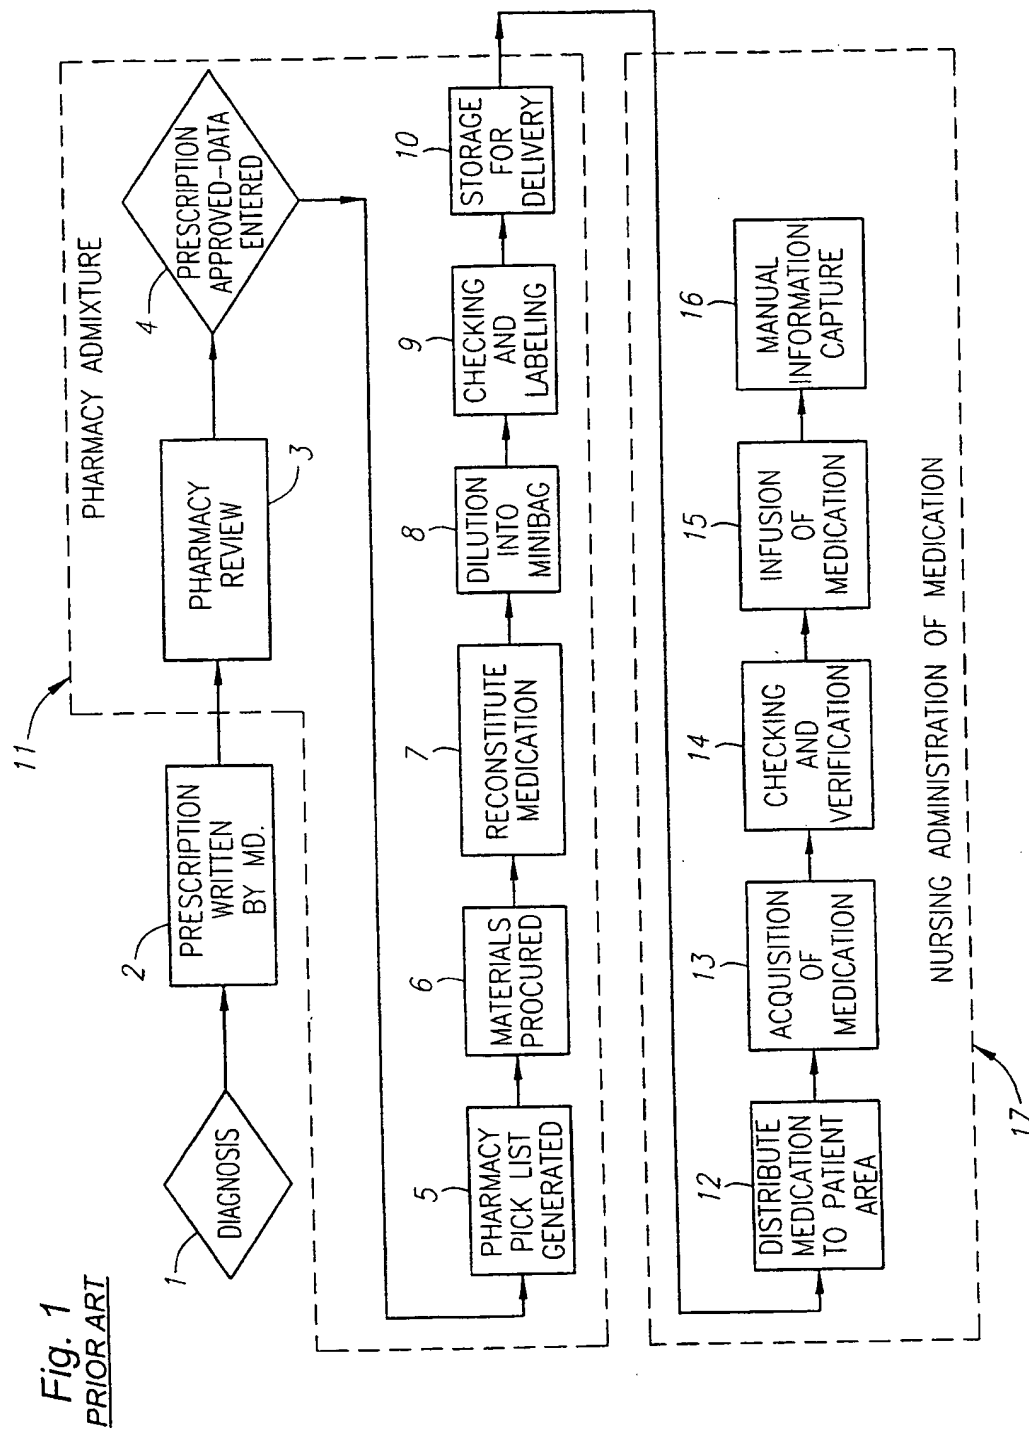 Fig. 1
PRIOR ART
1
DIAGNOSIS
2
PRESCRIPTION
WRITTEN
BY MD.
11
PHARMACY ADMIXTURE
3
PHARMACY
REVIEW
4
PRESCRIPTION
APPROVED-DATA
ENTERED
5
PHARMACY
PICK LIST
GENERATED
6
MATERIALS
PROCURED
7
RECONSTITUTE
MEDICATION
8
DILUTION
INTO
MINIBAG
9
CHECKING
AND
LABELING
10
STORAGE
FOR
DELIVERY
12
DISTRIBUTE
MEDICATION
TO PATIENT
AREA
13
ACQUISITION
OF
MEDICATION
14
CHECKING
AND
VERIFICATION
15
INFUSION
OF
MEDICATION
16
MANUAL
INFORMATION
CAPTURE
NURSING ADMINISTRATION OF MEDICATION
17